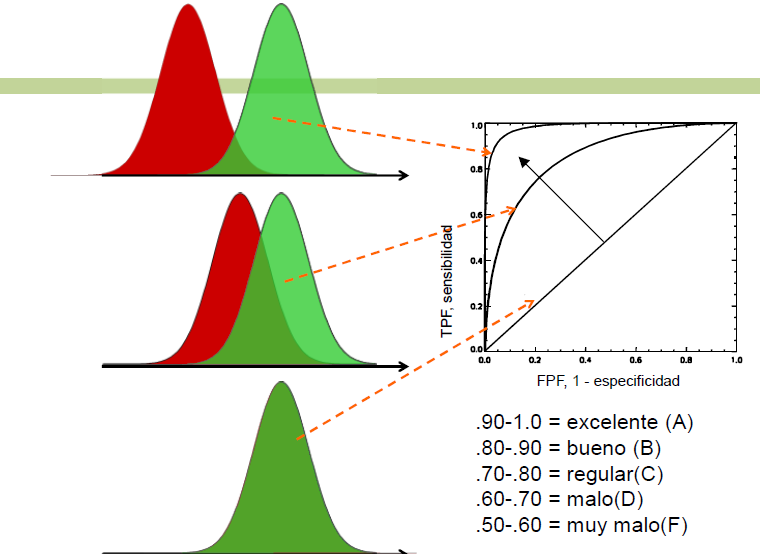 1.0
0.8
0.6
0.4
0.2
0.0
0.0 0.2 0.4 0.6 0.8 1.0
TPF, sensibilidad
FPF, 1 - especificidad
.90-1.0 = excelente (A)
.80-.90 = bueno (B)
.70-.80 = regular(C)
.60-.70 = malo(D)
.50-.60 = muy malo(F)